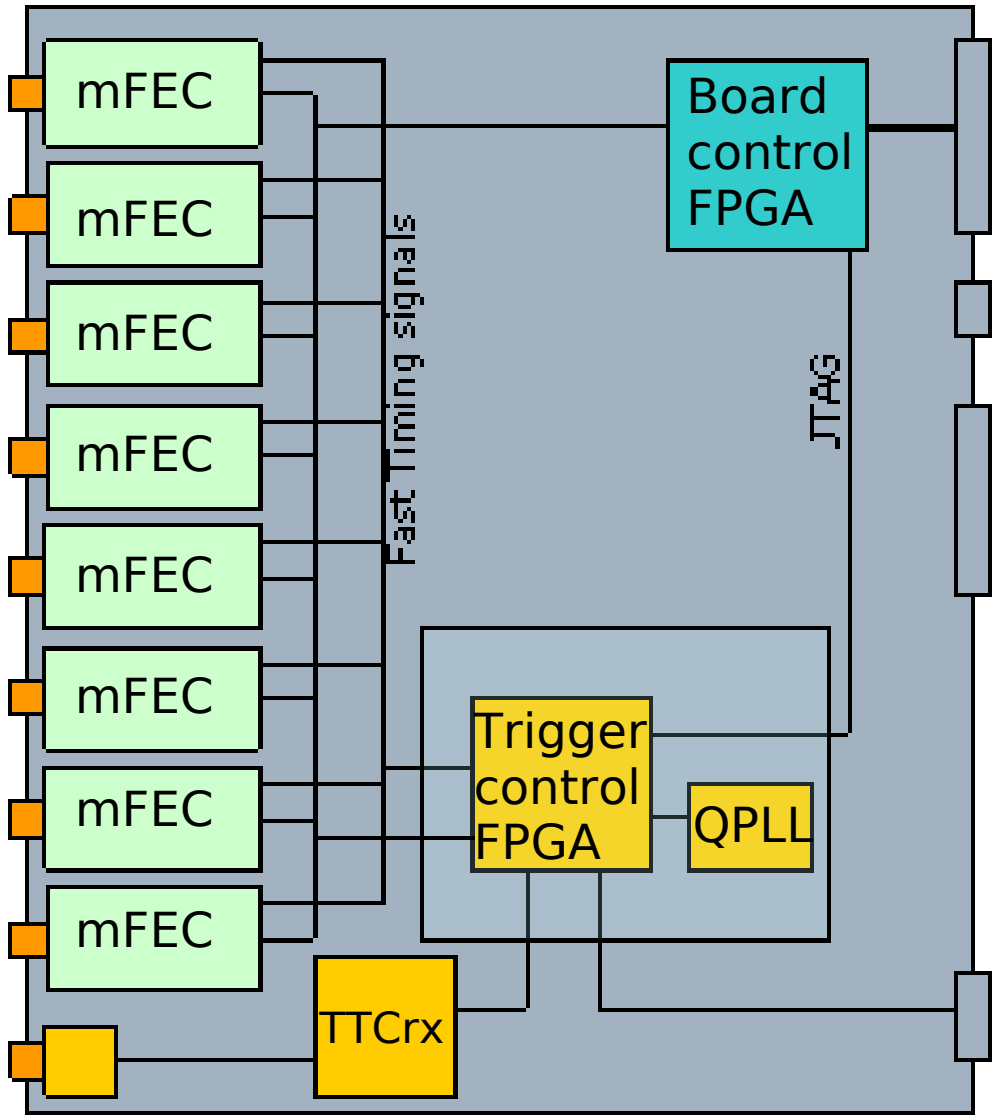 mFEC
mFEC
mFEC
mFEC
mFEC
mFEC
mFEC
mFEC
Fast Timing signals
Board
control
FPGA
JTAG
Trigger
control
FPGA
QPLL
TTCrx